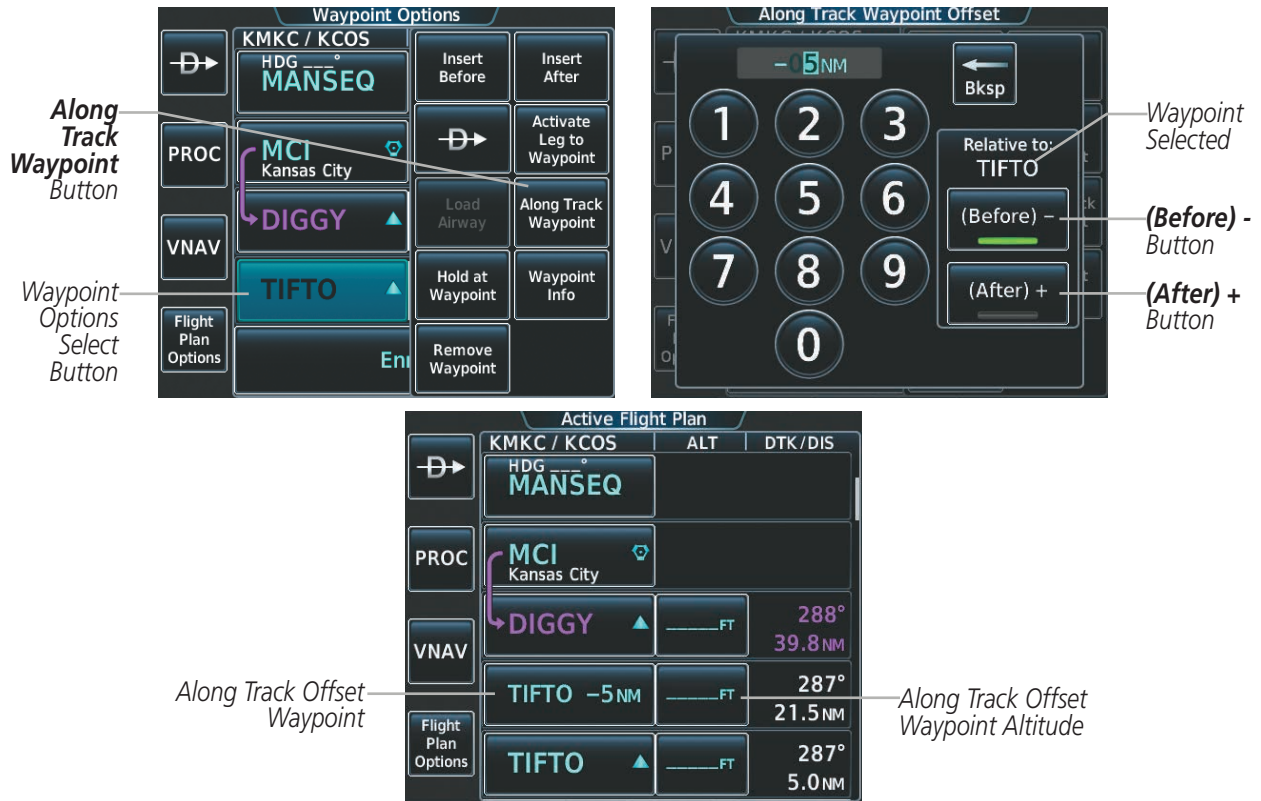 Waypoint Options
KMKC / KCOS
HDG ___°
MANSEQ
Insert Before
Insert After
MCI
Kansas City
Activate Leg to Waypoint
PROC
DIGGY
Load Airway
Along Track Waypoint
VNAV
TIFTO
Hold at Waypoint
Waypoint Info
Flight Plan Options
Remove Waypoint
Along
Track
Waypoint
Button
Waypoint
Options
Select
Button
Along Track Waypoint Offset
-05NM
Bksp
1 2 3
4 5 6
7 8 9
0
Relative to:
TIFTO
(Before) –
(After) +
Waypoint
Selected
(Before) -
Button
(After) +
Button
Active Flight Plan
KMKC / KCOS ALT DTK/DIS
HDG ___°
MANSEQ
PROC
MCI
Kansas City
DIGGY _____FT 288°
39.8NM
VNAV
TIFTO –5NM _____FT 287°
21.5NM
Flight
Plan
Options
TIFTO _____FT 287°
5.0NM
Along Track Offset
Waypoint
Along Track Offset
Waypoint Altitude